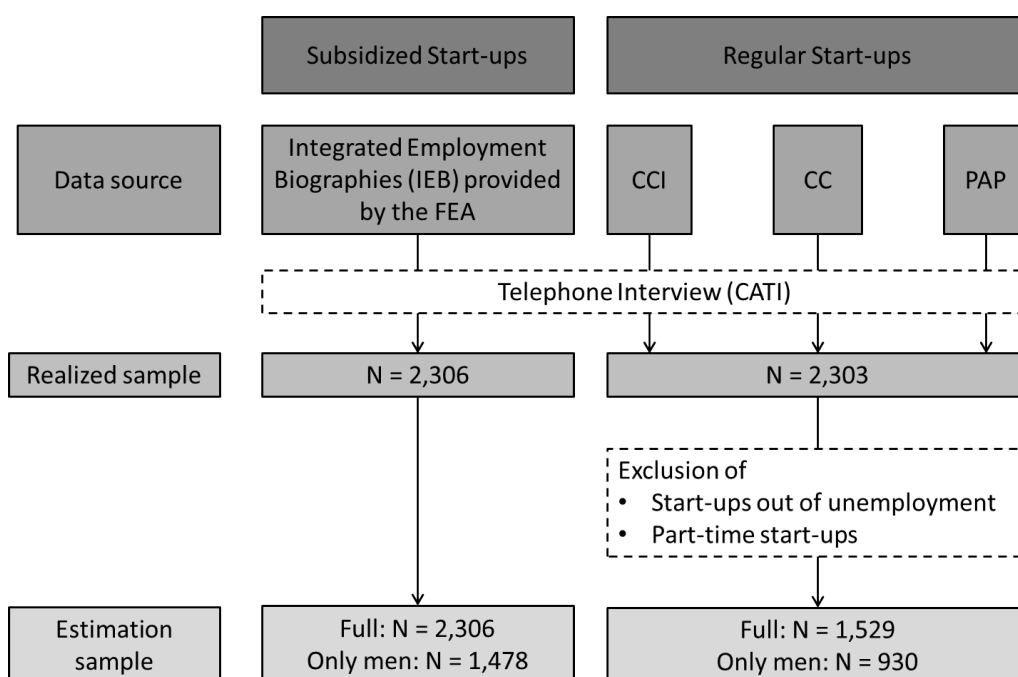 Subsidized Start-ups
Regular Start-ups
Data source
Integrated Employment
Biographies (IEB) provided
by the FEA
CCI
CC
PAP
Telephone Interview (CATI)
Realized sample
N = 2,306
N = 2,303
Exclusion of
• Start-ups out of unemployment
• Part-time start-ups
Estimation
sample
Full: N = 2,306
Only men: N = 1,478
Full: N = 1,529
Only men: N = 930